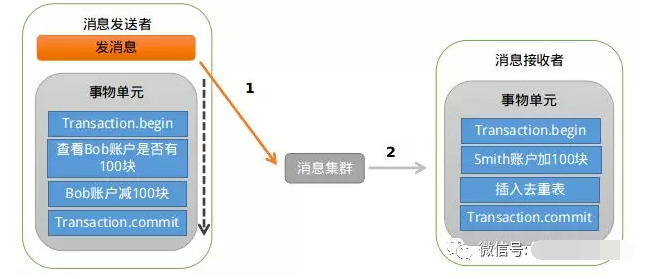 消息发送者
发消息
事物单元
Transaction.begin
查看Bob账户是否有
100块
Bob账户减100块
Transaction.commit
1
消息集群
2
消息接收者
事物单元
Transaction.begin
Smith账户加100块
插入去重表
Transaction.commit
微信号: